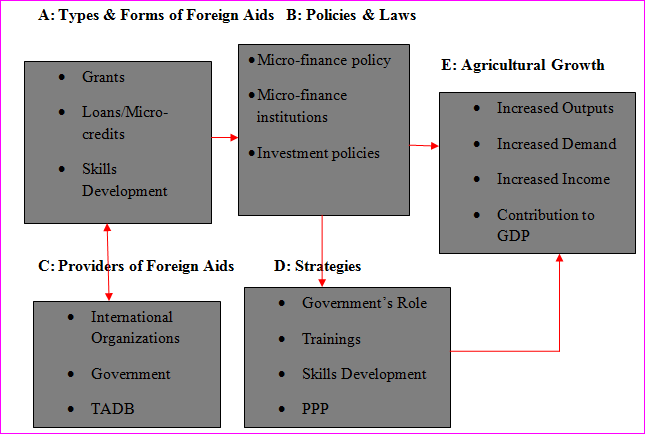 A: Types & Forms of Foreign Aids B: Policies & Laws
• Grants
• Loans/Micro-
credits
• Skills
Development
• Micro-finance policy
• Micro-finance
institutions
• Investment policies
E: Agricultural Growth
• Increased Outputs
• Increased Demand
• Increased Income
• Contribution to
GDP
C: Providers of Foreign Aids
• International
Organizations
• Government
• TADB
D: Strategies
• Government’s Role
• Trainings
• Skills Development
• PPP